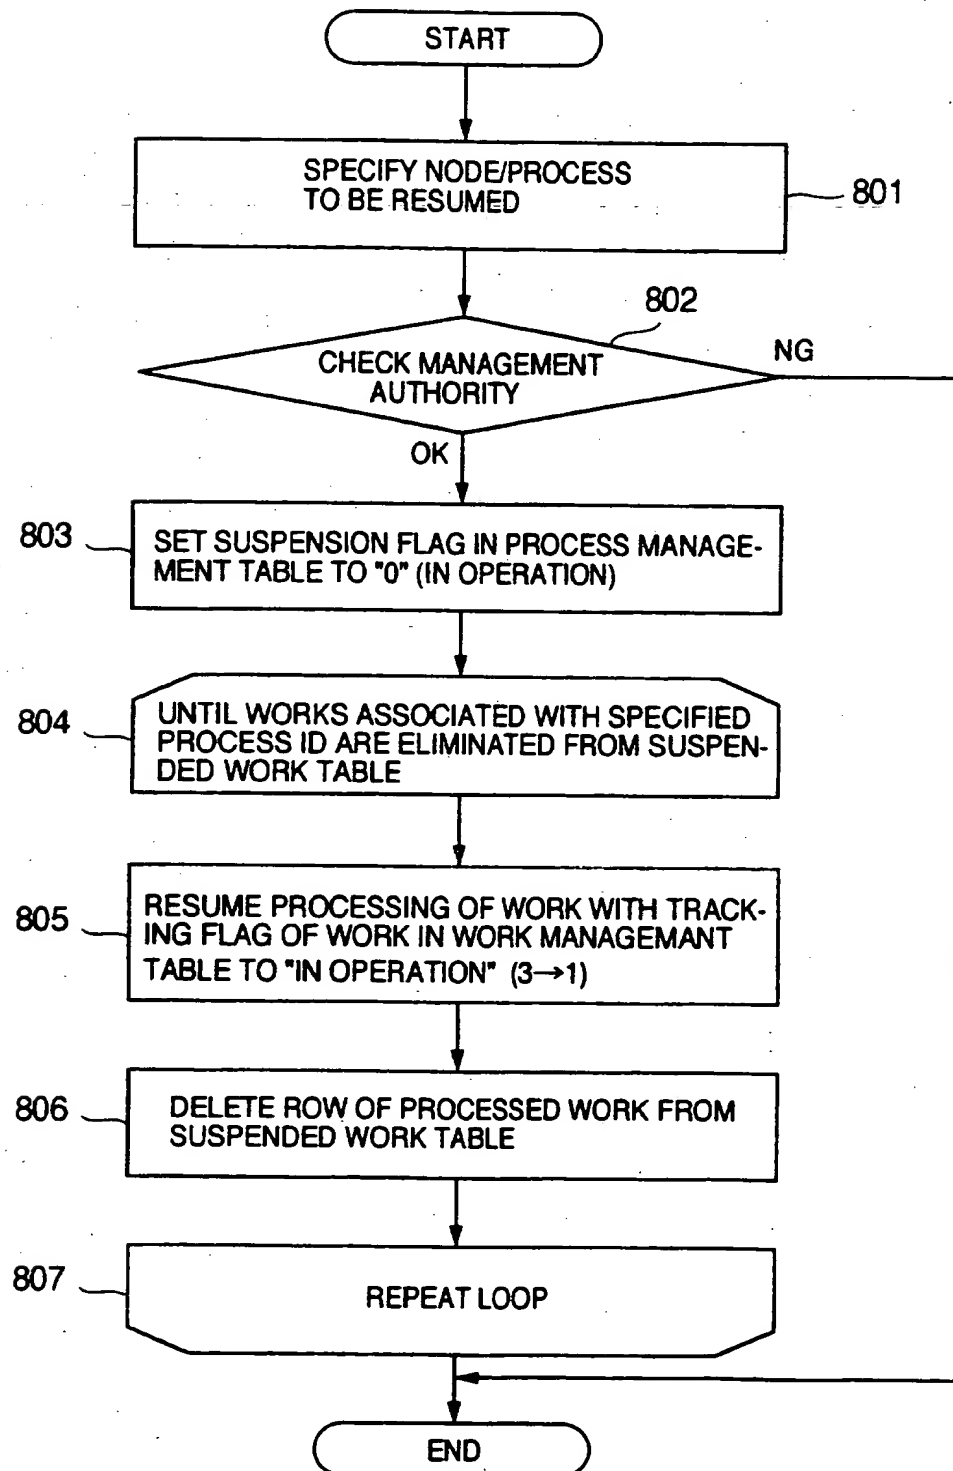 START
SPECIFY NODE/PROCESS
TO BE RESUMED
801
802
CHECK MANAGEMENT
AUTHORITY
NG
OK
803
SET SUSPENSION FLAG IN PROCESS MANAGE-
MENT TABLE TO "0" (IN OPERATION)
804
UNTIL WORKS ASSOCIATED WITH SPECIFIED
PROCESS ID ARE ELIMINATED FROM SUSPEN-
DED WORK TABLE
805
RESUME PROCESSING OF WORK WITH TRACK-
ING FLAG OF WORK IN WORK MANAGEMANT
TABLE TO "IN OPERATION" (3→1)
806
DELETE ROW OF PROCESSED WORK FROM
SUSPENDED WORK TABLE
807
REPEAT LOOP
END